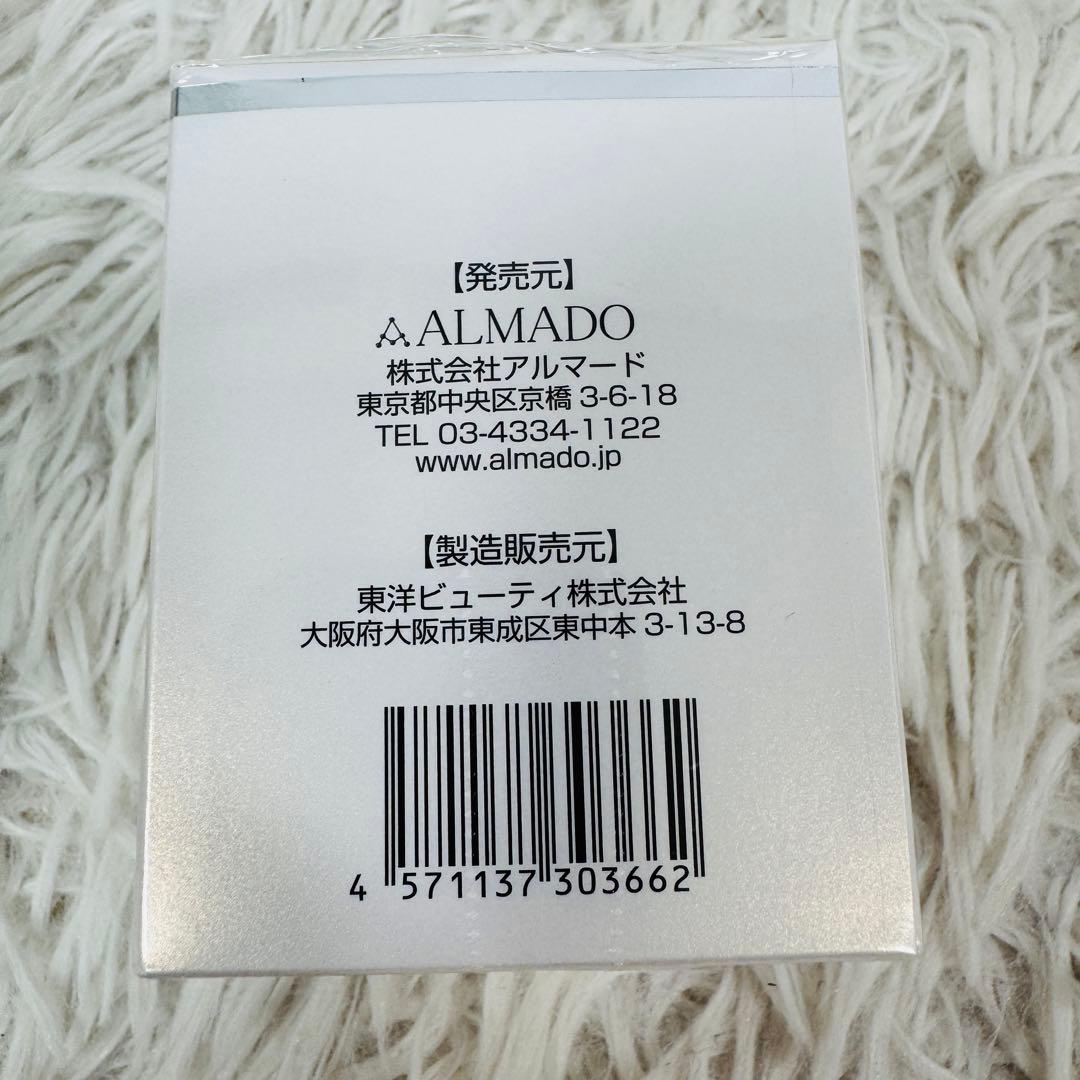 【発売元】
ALMADO
株式会社アルマード
東京都中央区京橋 3-6-18
TEL 03-4334-1122
www.almado.jp
【製造販売元】
東洋ビューティ株式会社
大阪府大阪市東成区東中本 3-13-8
4 571137 303662